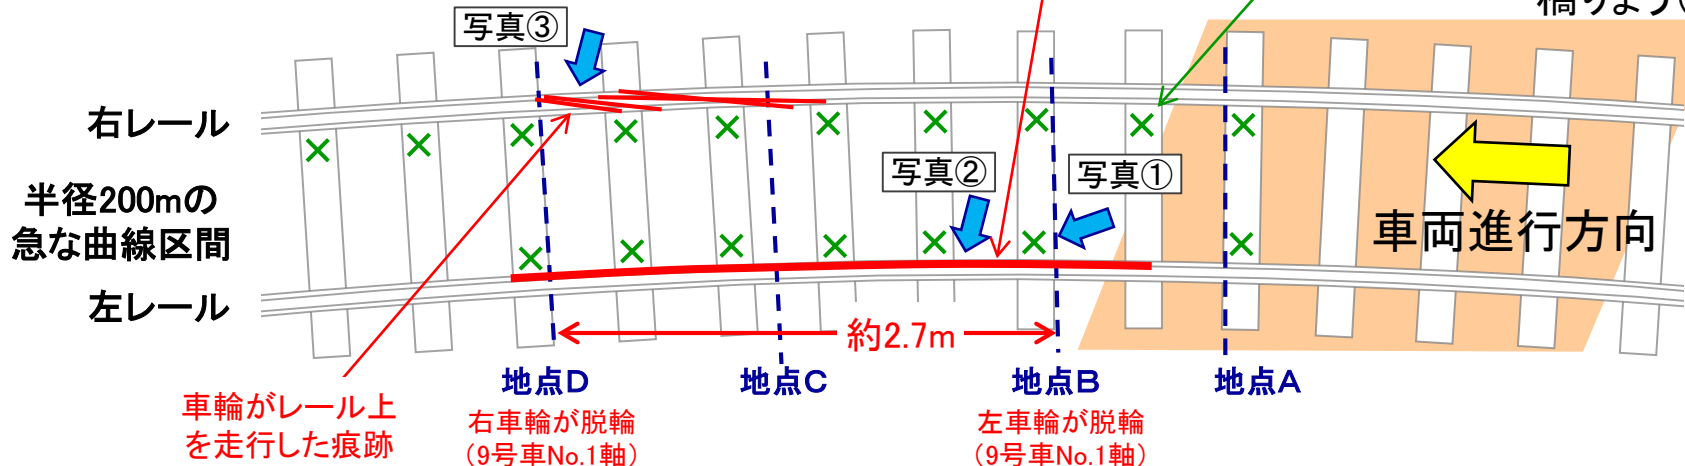 写真③
右レール
写真②
写真①
半径200mの
急な曲線区間
車両進行方向
左レール
約2.7m
地点D
地点C
地点B
地点A
車輪がレール上
を走行した痕跡
右車輪が脱輪
(9号車No.1軸)
左車輪が脱輪
(9号車No.1軸)